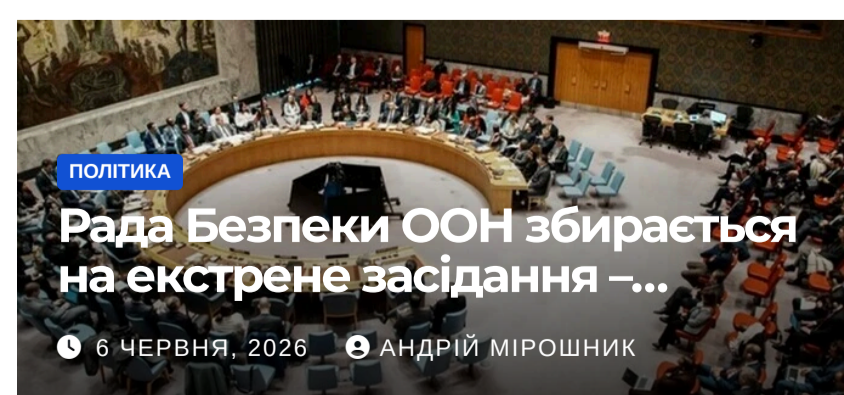 ПОЛІТИКА
Рада Безпеки ООН збирається
на екстрене засідання –...
6 ЧЕРВНЯ, 2026 АНДРІЙ МІРОШНИК